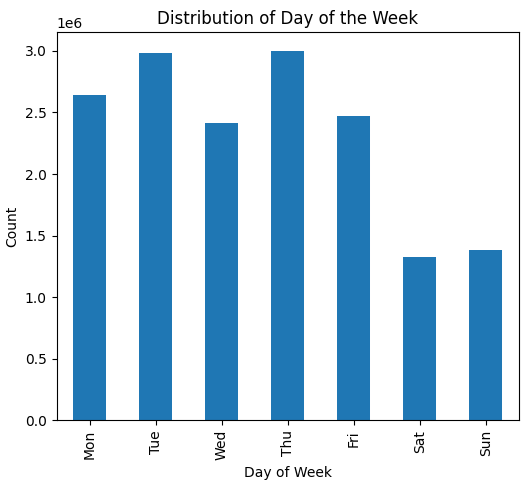 Distribution of Day of the Week
1e6
3.0
2.5
2.0
1.5
1.0
0.5
0.0
Count
Mon
Tue
Wed
Thu
Fri
Sat
Sun
Day of Week